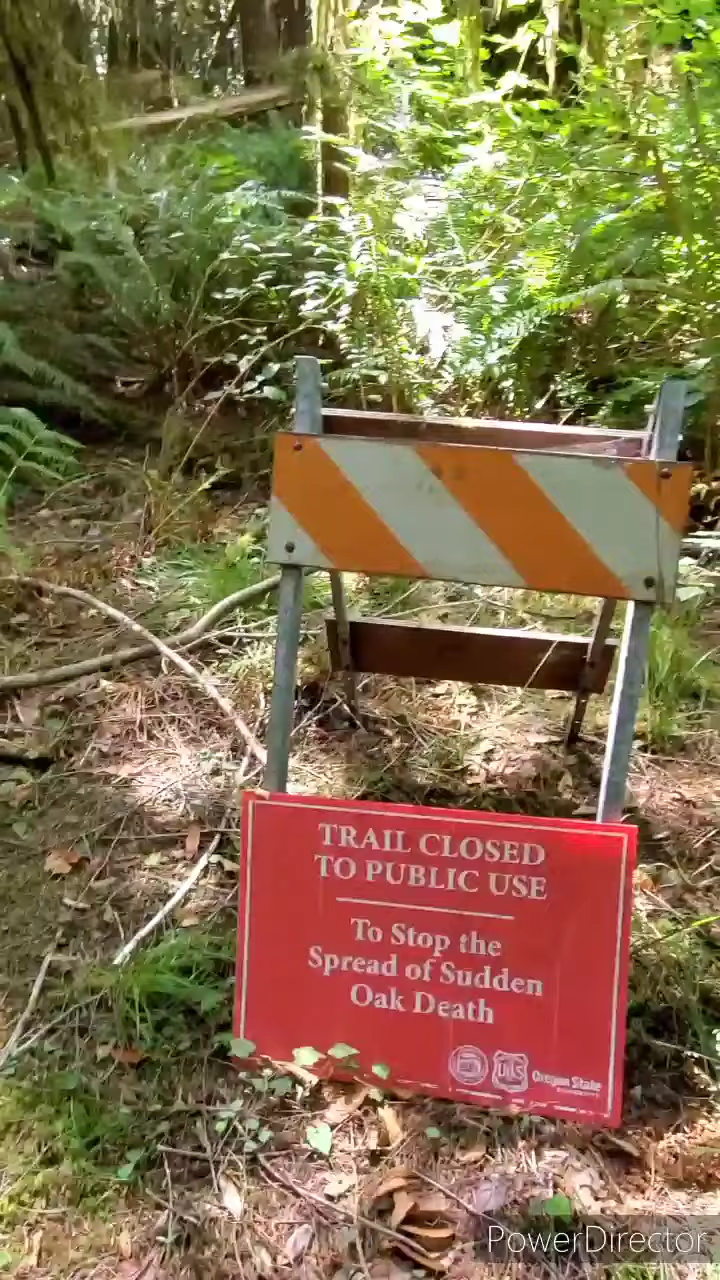 TRAIL CLOSED
TO PUBLIC USE
To Stop the
Spread of Sudden
Oak Death
Oregon State
PowerDirector